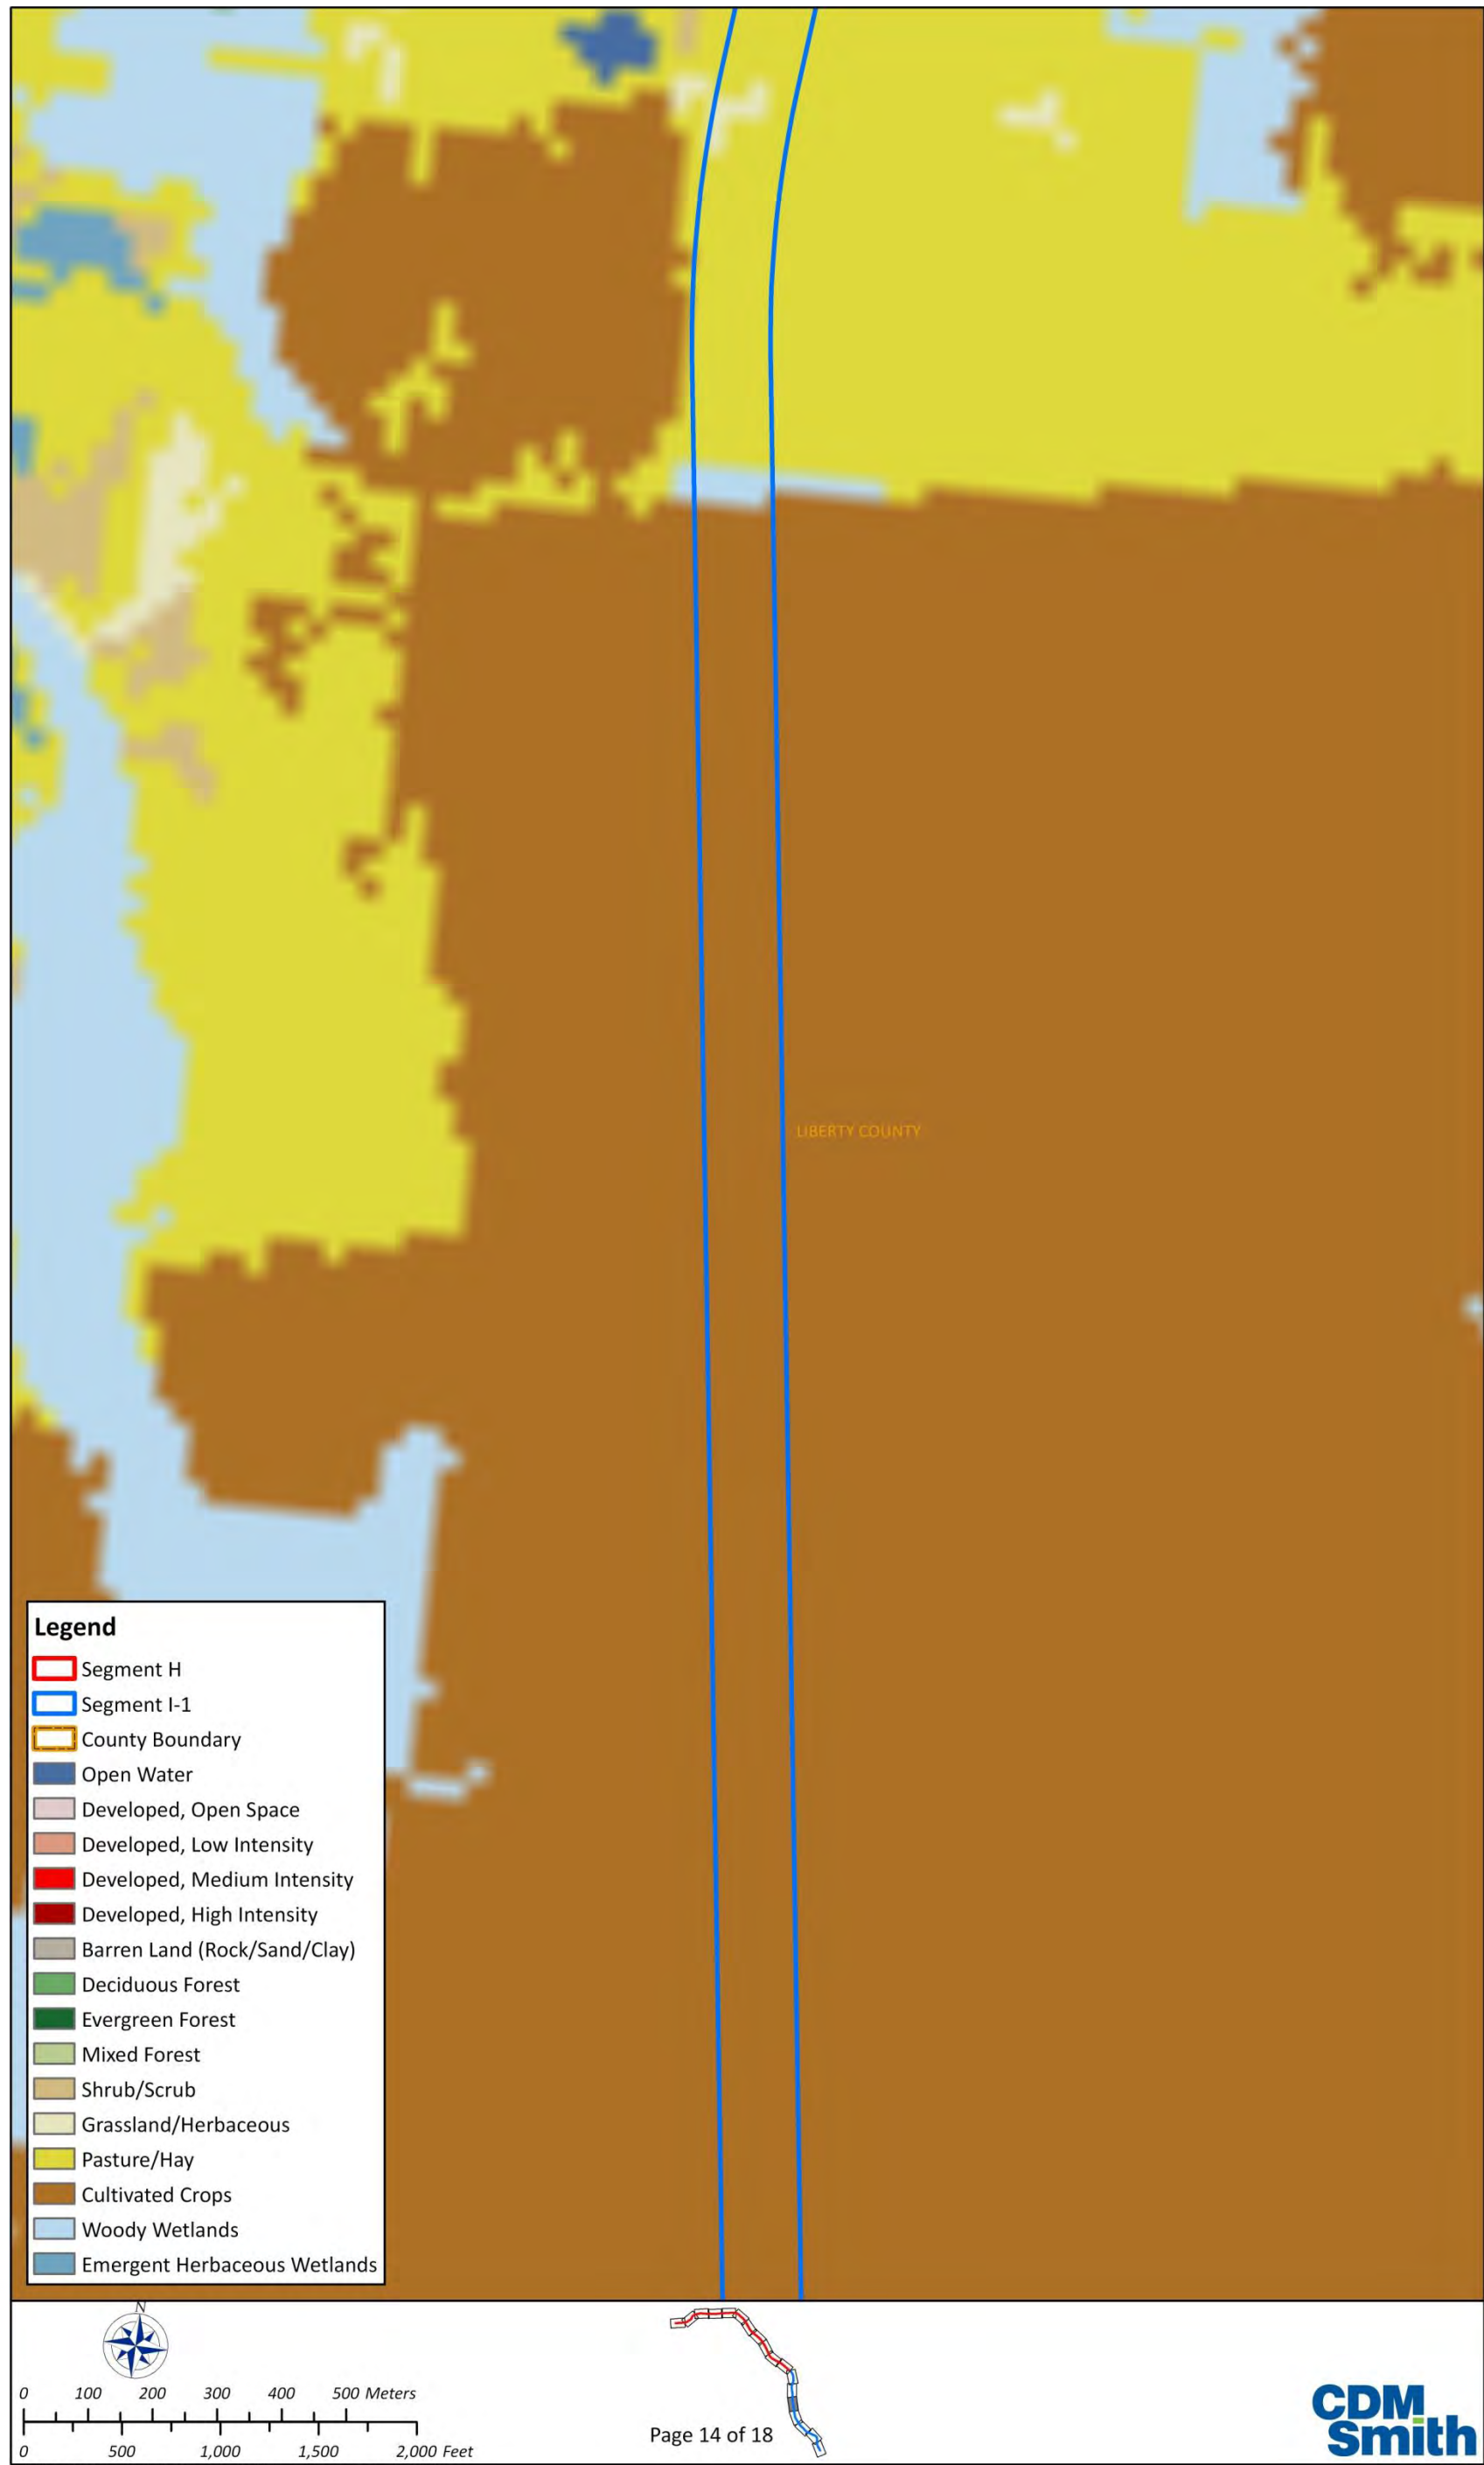 LIBERTY COUNTY
Legend
Segment H
Segment I-1
County Boundary
Open Water
Developed, Open Space
Developed, Low Intensity
Developed, Medium Intensity
Developed, High Intensity
Barren Land (Rock/Sand/Clay)
Deciduous Forest
Evergreen Forest
Mixed Forest
Shrub/Scrub
Grassland/Herbaceous
Pasture/Hay
Cultivated Crops
Woody Wetlands
Emergent Herbaceous Wetlands
N
0 100 200 300 400 500 Meters
0 500 1,000 1,500 2,000 Feet
Page 14 of 18
CDM
Smith